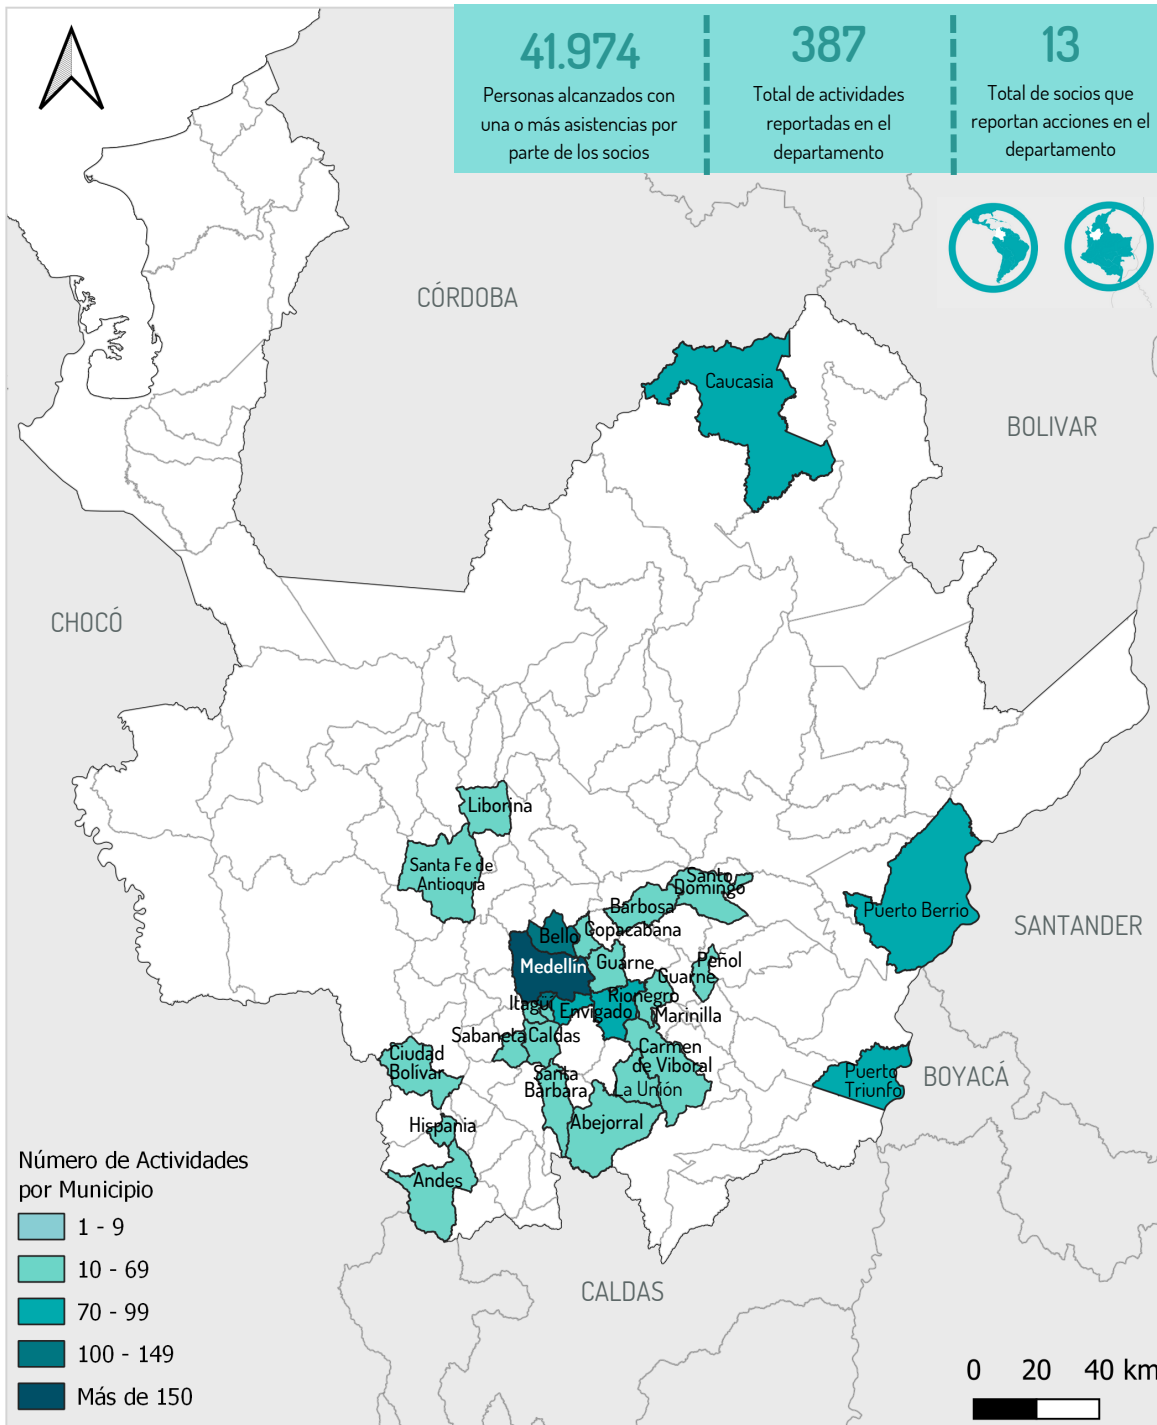 41.974
Personas alcanzados con
una o más asistencias por
parte de los socios
387
Total de actividades
reportadas en el
departamento
13
Total de socios que
reportan acciones en el
departamento
CÓRDOBA
Caucasia
BOLIVAR
CHOCÓ
Liborina
Santa Fe de
Antioquia
Santo
Domingo
Barbosa
Puerto Berrio
SANTANDER
Bello
Copacabana
Medellín
Guarne
Peñol
Guarne
Itagüí
Envigado
Rionegro
Marinilla
Sabaneta
Caldas
Carmen
de Viboral
Ciudad
Bolívar
Santa
Bárbara
La Unión
Puerto
Triunfo
BOYACÁ
Hispania
Abejorral
Andes
CALDAS
Número de Actividades
por Municipio
1 - 9
10 - 69
70 - 99
100 - 149
Más de 150
0 20 40 km